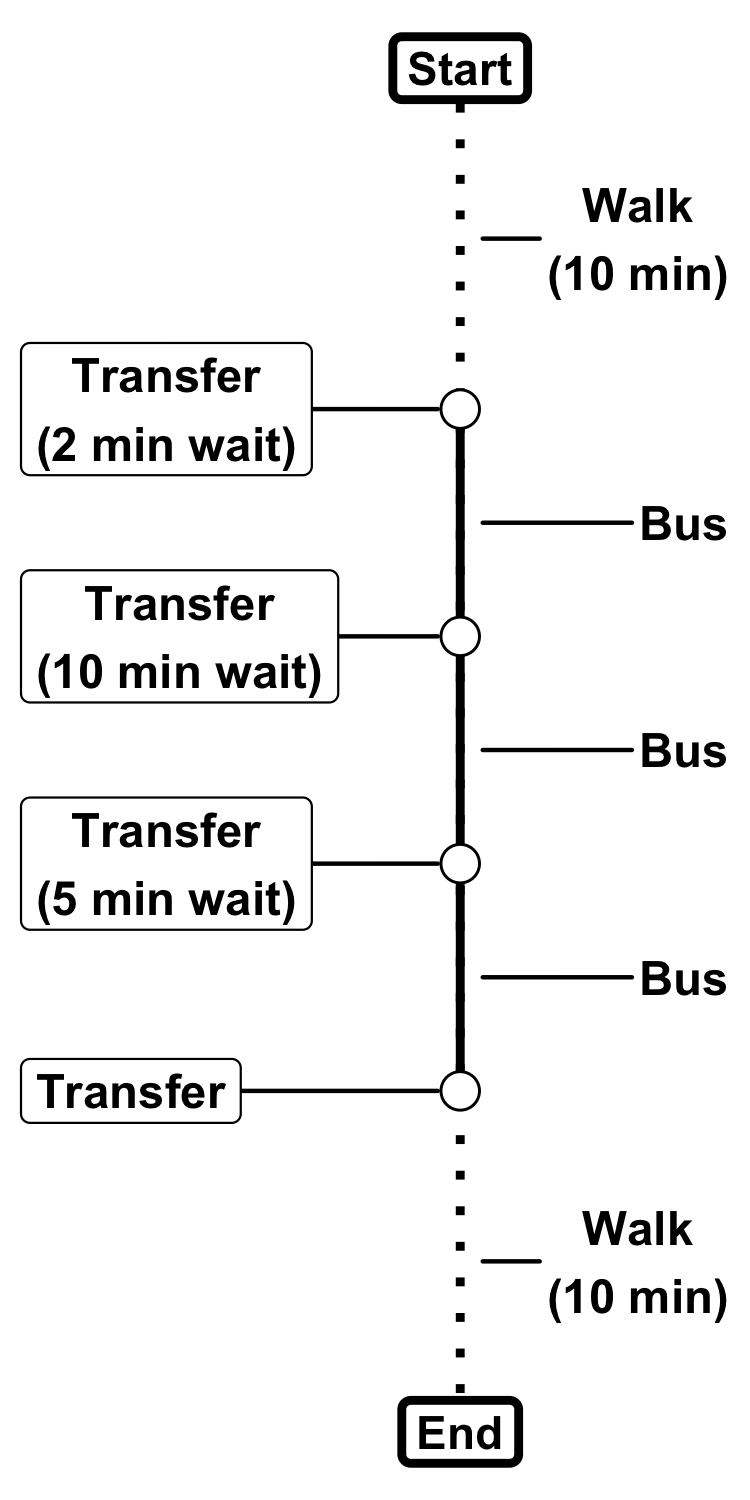 Start
Walk
(10 min)
Transfer
(2 min wait)
Bus
Transfer
(10 min wait)
Bus
Transfer
(5 min wait)
Bus
Transfer
Walk
(10 min)
End